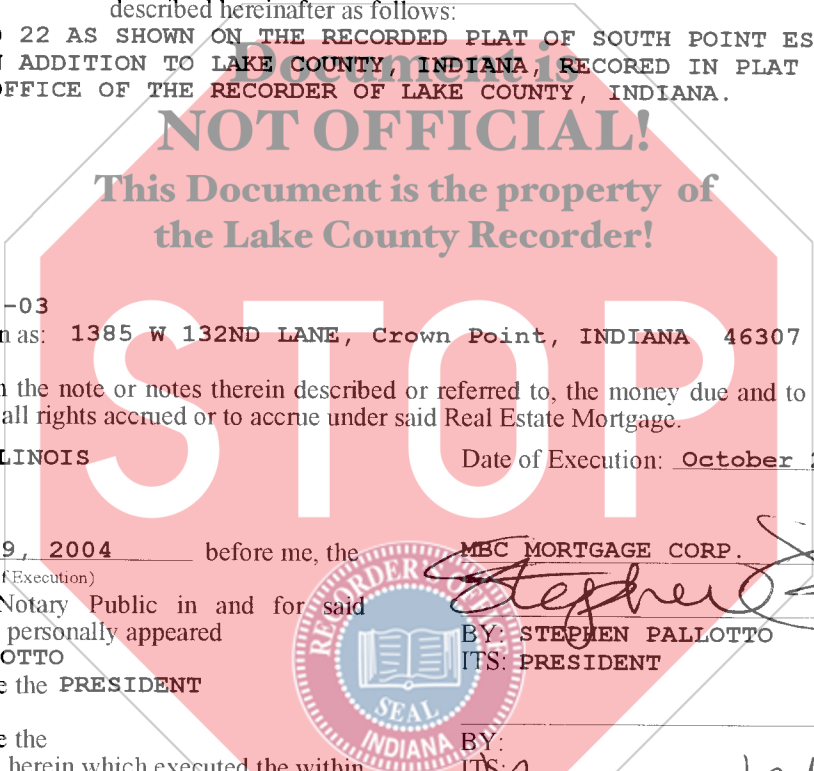 described hereinafter as follows:
22 AS SHOWN ON THE RECORDED PLAT OF SOUTH POINT ES
ADDITION TO LAKE COUNTY, INDIANA, RECORED IN PLAT
OFFICE OF THE RECORDER OF LAKE COUNTY, INDIANA.
Document is
NOT OFFICIAL!
This Document is the property of
the Lake County Recorder!
-03
n as: 1385 W 132ND LANE, Crown Point, INDIANA 46307
STOP
the note or notes therein described or referred to, the money due and to
all rights accrued or to accrue under said Real Estate Mortgage.
LINOIS
Date of Execution: October 2
9, 2004 before me, the
f Execution)
Notary Public in and for said
personally appeared
OTTO
e the PRESIDENT
e the
herein which executed the within
MBC MORTGAGE CORP.
Stephen
BY: STEPHEN PALLOTTO
ITS: PRESIDENT
BY:
ITS:
SEAL
INDIANA